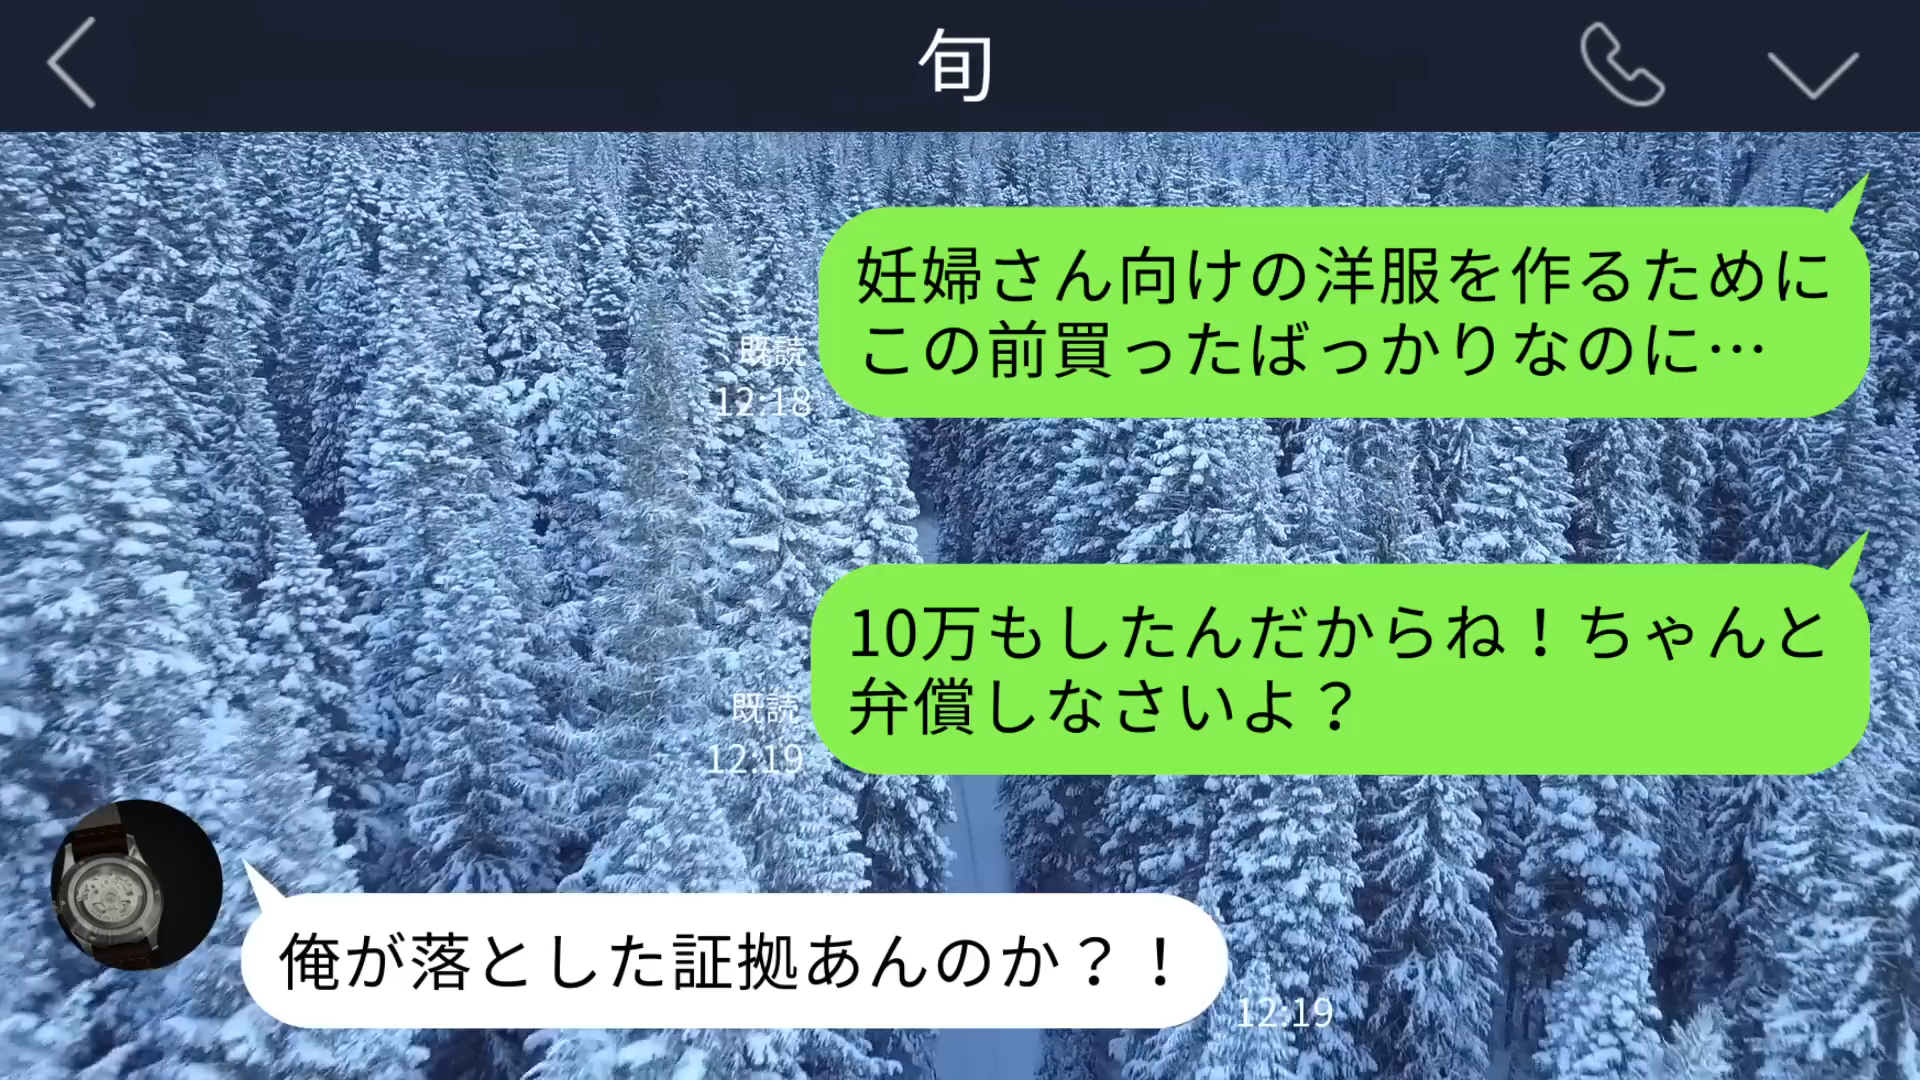 旬
妊婦さん向けの洋服を作るために
この前買ったばっかりなのに…
既読
12:18
10万もしたんだからね！ちゃんと
弁償しなさいよ？
既読
12:19
俺が落とした証拠あんのか？！
12:19